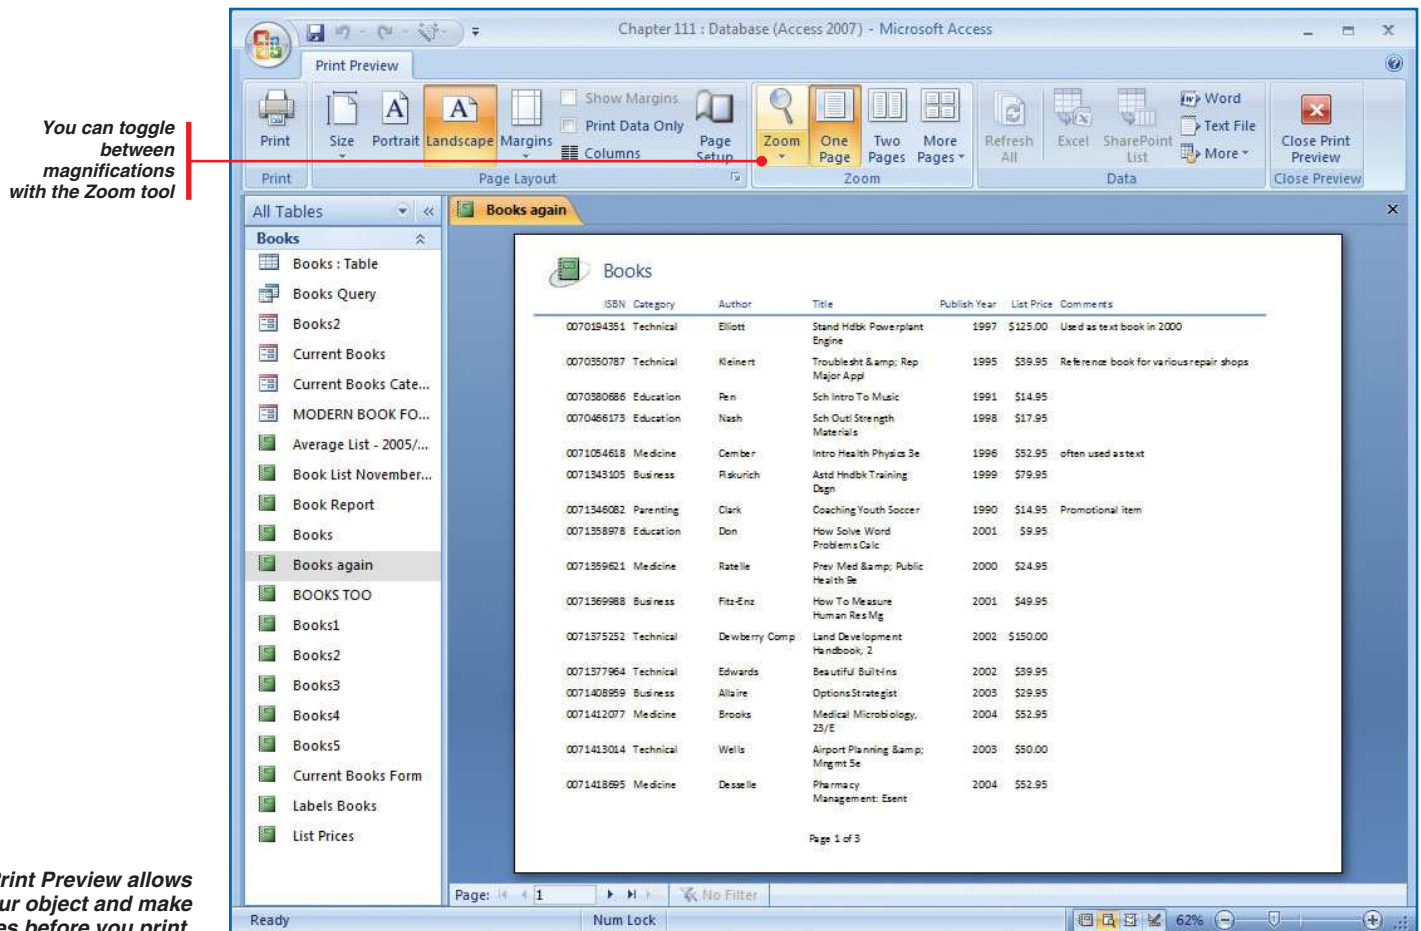 Chapter 111 : Database (Access 2007) - Microsoft Access
Print Preview
You can toggle
between
magnifications
with the Zoom tool
Print
Size
Portrait
Landscape
Margins
Show Margins
Print Data Only
Columns
Page
Setup
Zoom
One
Page
Two
Pages
More
Pages
Refresh
All
Excel
SharePoint
List
Word
Text File
More
Close Print
Preview
Print
Page Layout
Zoom
Data
Close Preview
All Tables
Books
Books : Table
Books Query
Books2
Current Books
Current Books Cate...
MODERN BOOK FO...
Average List - 2005/...
Book List November...
Book Report
Books
Books again
BOOKS TOO
Books1
Books2
Books3
Books4
Books5
Current Books Form
Labels Books
List Prices
Books again
Books
ISBN Category Author Title Publish Year List Price Comments
0070194351 Technical Elliott Stand Hdbk Powerplant 1997 $125.00 Used as text book in 2000
Engine
0070350787 Technical Kleinert Troublesht &amp; Rep 1995 $39.95 Reference book for various repair shops
Major Appl
0070380686 Education Pen Sch Intro To Music 1991 $14.95
0070466173 Education Nash Sch Outl Strength 1998 $17.95
Materials
0071054618 Medicine Cember Intro Health Physics 3e 1996 $52.95 often used as text
0071343105 Business Piskurich Astd Hndbk Training 1999 $79.95
Dsgn
0071346082 Parenting Clark Coaching Youth Soccer 1990 $14.95 Promotional item
0071358978 Education Don How Solve Word 2001 $9.95
Problems Calc
0071359621 Medicine Ratelle Prev Med &amp; Public 2000 $24.95
Health 9e
0071369988 Business Fitz-Enz How To Measure 2001 $49.95
Human Res Mg
0071375252 Technical Dewberry Comp Land Development 2002 $150.00
Handbook, 2
0071377964 Technical Edwards Beautiful Built-Ins 2002 $39.95
0071408959 Business Allaire Options Strategist 2003 $29.95
0071412077 Medicine Brooks Medical Microbiology, 2004 $52.95
23/E
0071413014 Technical Wells Airport Planning &amp; 2003 $50.00
Mngmt 5e
0071418695 Medicine Desselle Pharmacy 2004 $52.95
Management: Esent
Page 1 of 3
Page: 1 No Filter
Print Preview allows
ur object and make
es before you print.
Ready
Num Lock
62%